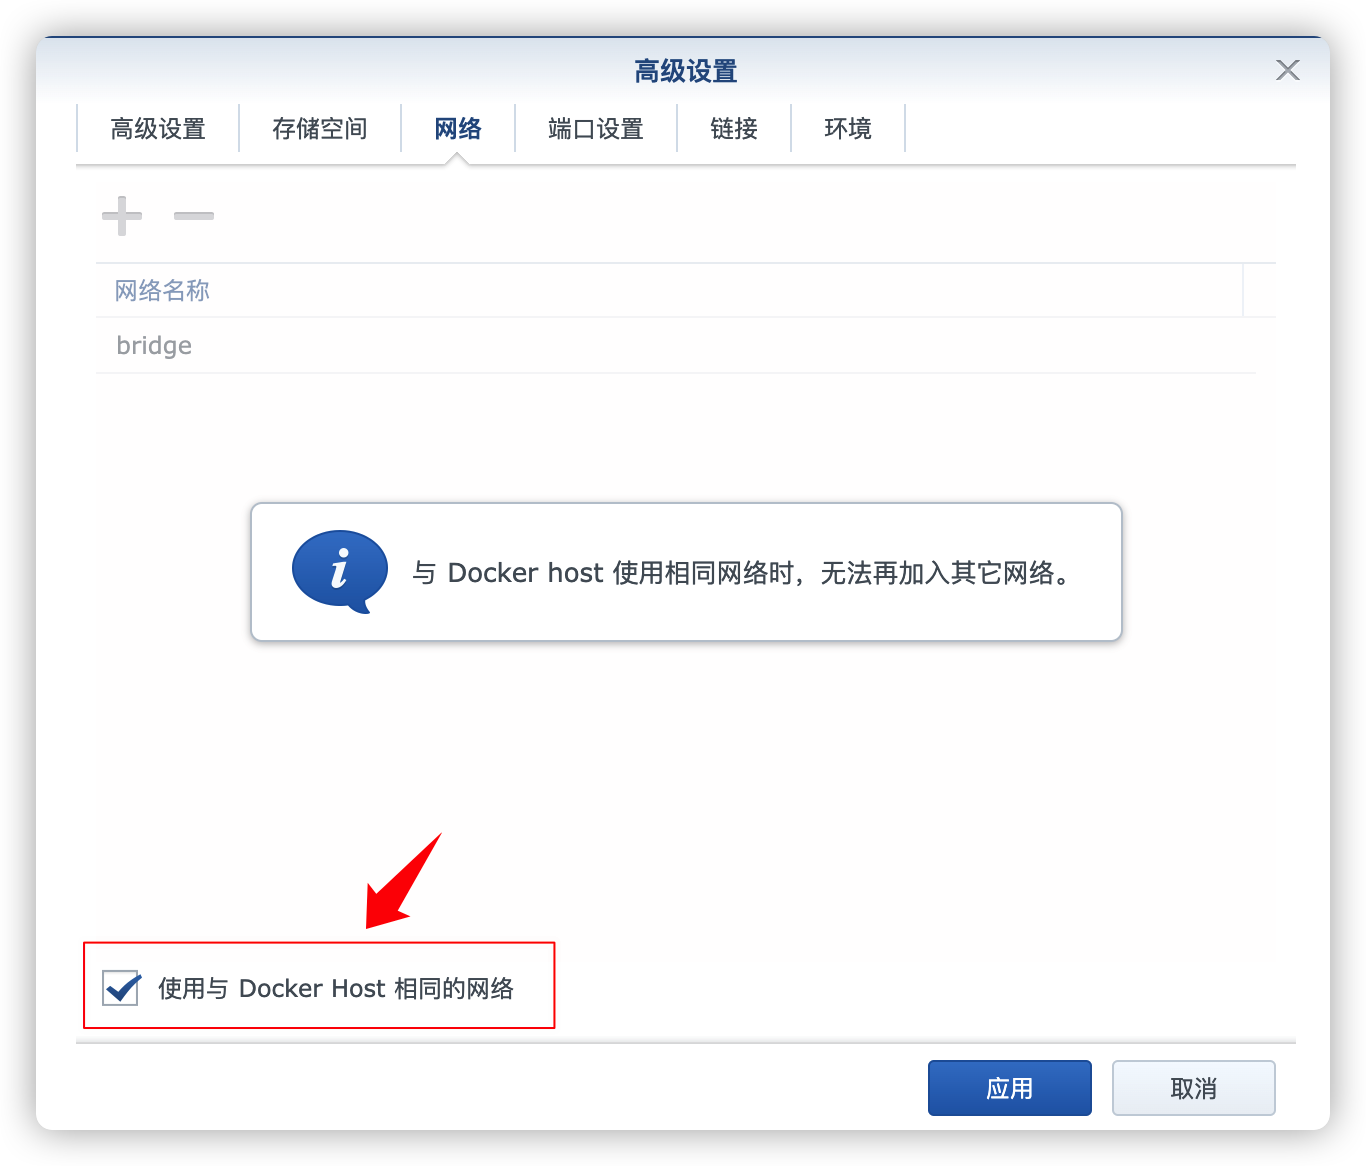 高级设置
高级设置 存储空间 网络 端口设置 链接 环境
网络名称
bridge
与 Docker host 使用相同网络时，无法再加入其它网络。
使用与 Docker Host 相同的网络
应用 取消